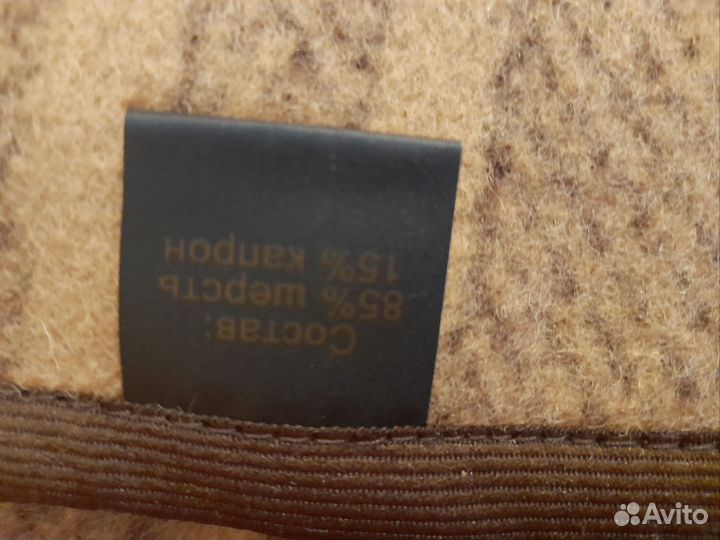 Состав:
85% шерсть
15% капрон
Avito